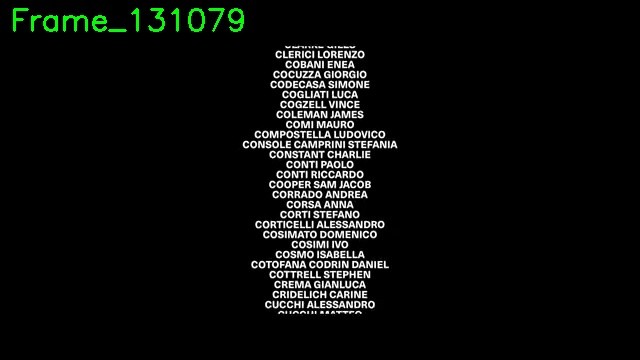 Frame_131079
CLERICI LORENZO
COBANI ENEA
COCUZZA GIORGIO
CODECASA SIMONE
COGLIATI LUCA
COGZELL VINCE
COLEMAN JAMES
COMI MAURO
COMPOSTELLA LUDOVICO
CONSOLE CAMPRINI STEFANIA
CONSTANT CHARLIE
CONTI PAOLO
CONTI RICCARDO
COOPER SAM JACOB
CORRADO ANDREA
CORSA ANNA
CORTI STEFANO
CORTICELLI ALESSANDRO
COSIMATO DOMENICO
COSIMI IVO
COSMO ISABELLA
COTOFANA CODRIN DANIEL
COTTRELL STEPHEN
CREMA GIANLUCA
CRIDELICH CARINE
CUCCHI ALESSANDRO